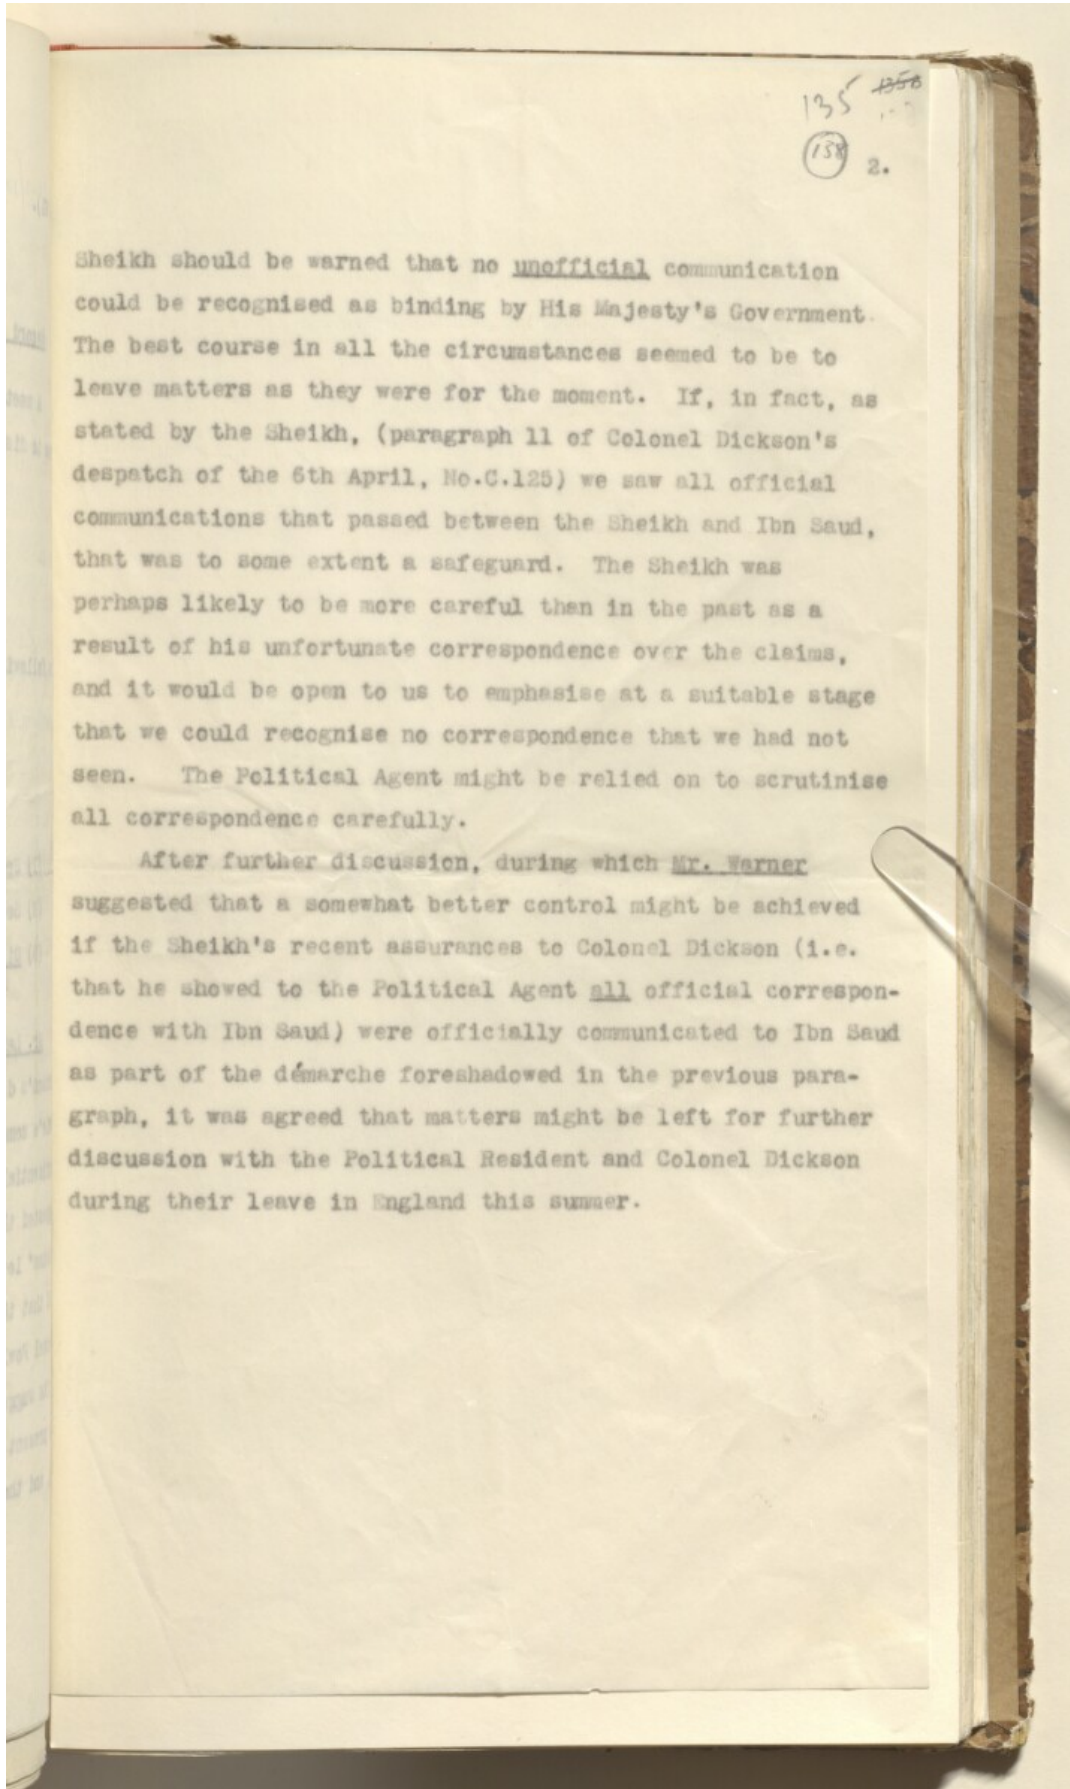 135 135B
138 2.
Sheikh should be warned that no unofficial communication
could be recognised as binding by His Majesty's Government.
The best course in all the circumstances seemed to be to
leave matters as they were for the moment. If, in fact, as
stated by the Sheikh, (paragraph 11 of Colonel Dickson's
despatch of the 6th April, No.C.125) we saw all official
communications that passed between the Sheikh and Ibn Saud,
that was to some extent a safeguard. The Sheikh was
perhaps likely to be more careful than in the past as a
result of his unfortunate correspondence over the claims,
and it would be open to us to emphasise at a suitable stage
that we could recognise no correspondence that we had not
seen. The Political Agent might be relied on to scrutinise
all correspondence carefully.
After further discussion, during which Mr. Warner
suggested that a somewhat better control might be achieved
if the Sheikh's recent assurances to Colonel Dickson (i.e.
that he showed to the Political Agent all official correspon-
dence with Ibn Saud) were officially communicated to Ibn Saud
as part of the démarche foreshadowed in the previous para-
graph, it was agreed that matters might be left for further
discussion with the Political Resident and Colonel Dickson
during their leave in England this summer.